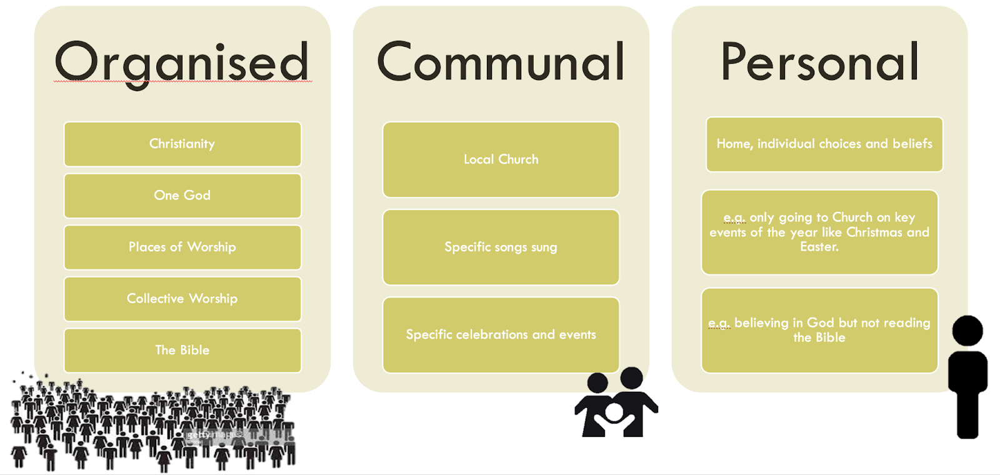 Organised
Christianity
One God
Places of Worship
Collective Worship
The Bible
Communal
Local Church
Specific songs sung
Specific celebrations and events
Personal
Home, individual choices and beliefs
e.g. only going to Church on key
events of the year like Christmas and
Easter.
e.g. believing in God but not reading
the Bible
gettyimages